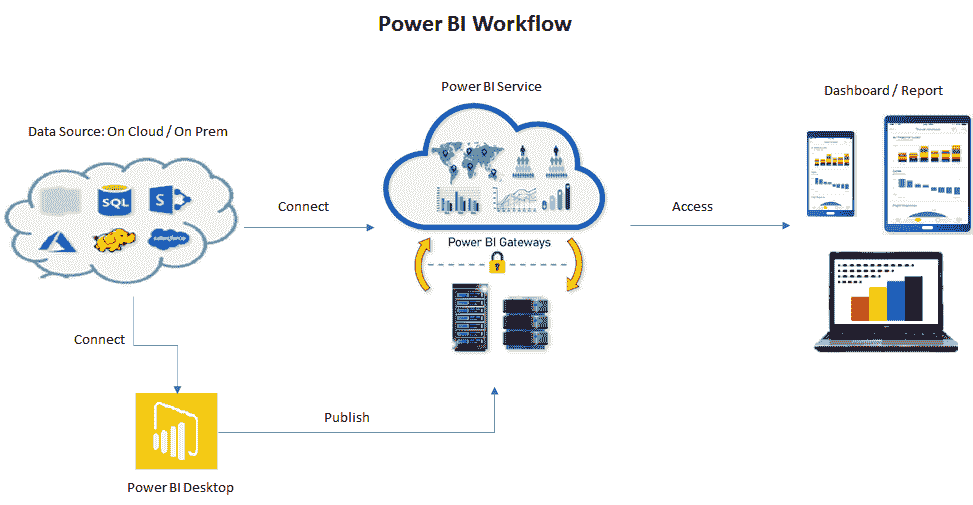 Power BI Workflow
Power BI Service
Dashboard / Report
Data Source: On Cloud / On Prem
SQL
S
salesforce
Connect
Access
Power BI Gateways
Connect
Publish
Power BI Desktop